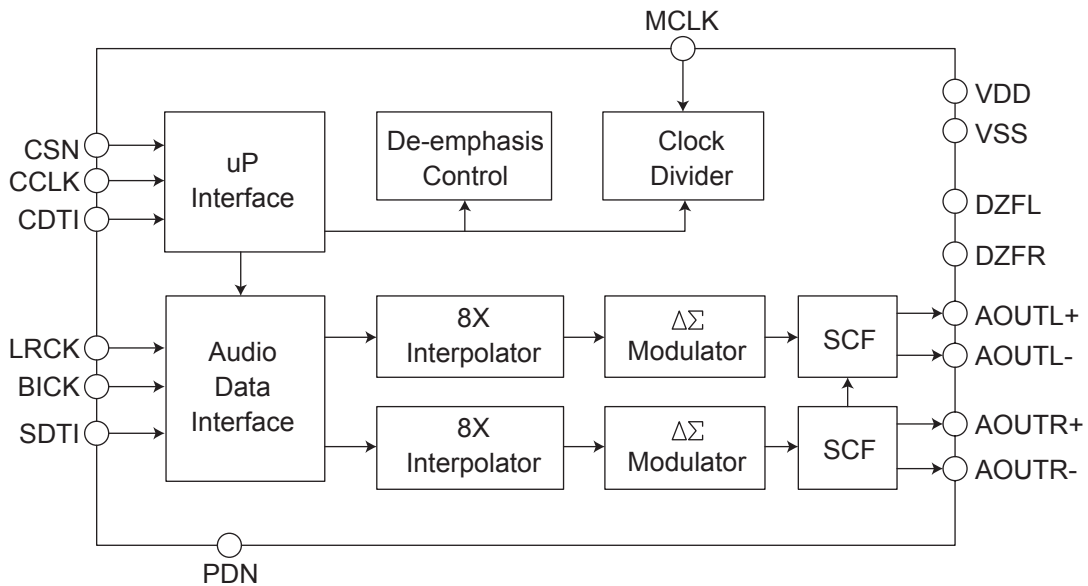 MCLK
VDD
VSS
CSN
CCLK
CDTI
uP
Interface
De-emphasis
Control
Clock
Divider
DZFL
DZFR
LRCK
BICK
SDTI
Audio
Data
Interface
8X
Interpolator
ΔΣ
Modulator
SCF
AOUTL+
AOUTL-
8X
Interpolator
ΔΣ
Modulator
SCF
AOUTR+
AOUTR-
PDN